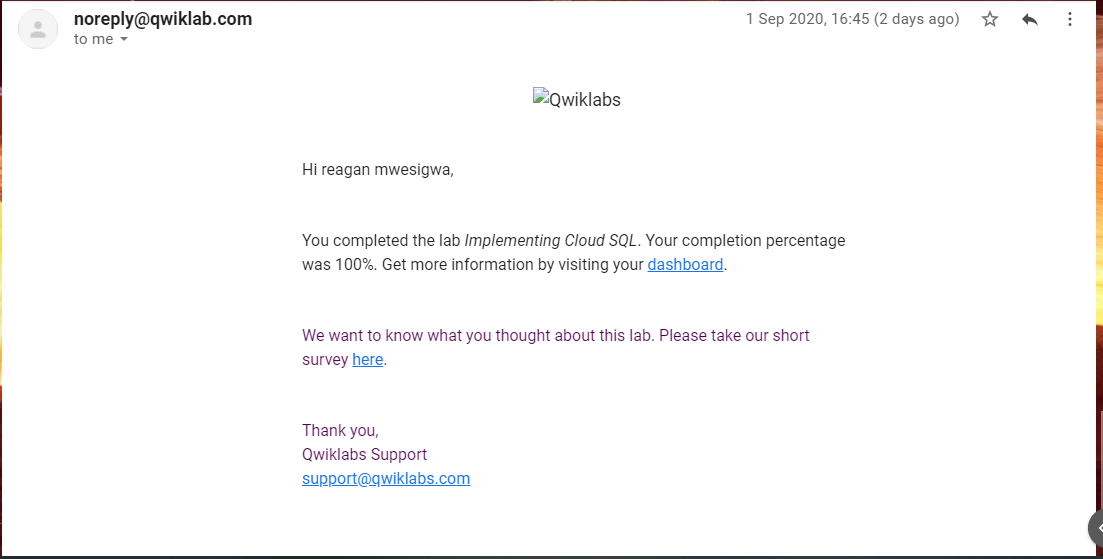 noreply@qwiklab.com
1 Sep 2020, 16:45 (2 days ago)
to me
Qwiklabs
Hi reagan mwesigwa,
You completed the lab Implementing Cloud SQL. Your completion percentage
was 100%. Get more information by visiting your dashboard.
We want to know what you thought about this lab. Please take our short
survey here.
Thank you,
Qwiklabs Support
support@qwiklabs.com